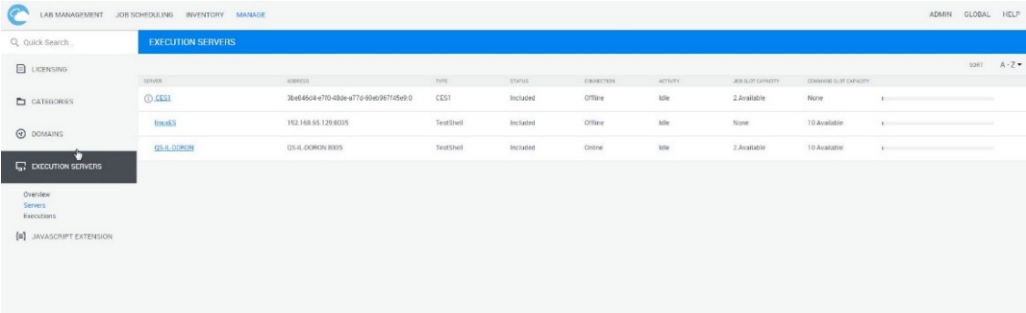 LAB MANAGEMENT JOB SCHEDULING INVENTORY MANAGE ADMIN GLOBAL HELP
Quick Search...
EXECUTION SERVERS
SORT A - Z
LICENSING
SERVER ADDRESS TYPE STATUS CONNECTION ACTIVITY JOB SLOT CAPACITY COMMAND SLOT CAPACITY
CES1 CES1 Included Offline Idle 2 Available None
CATEGORIES
192.168.65.129:8035 TestShell Included Offline Idle None 10 Available
DOMAINS
QS-IL-DORON QS-IL-DORON:8005 TestShell Included Online Idle 2 Available 10 Available
EXECUTION SERVERS
Overview
Servers
Executions
JAVASCRIPT EXTENSION